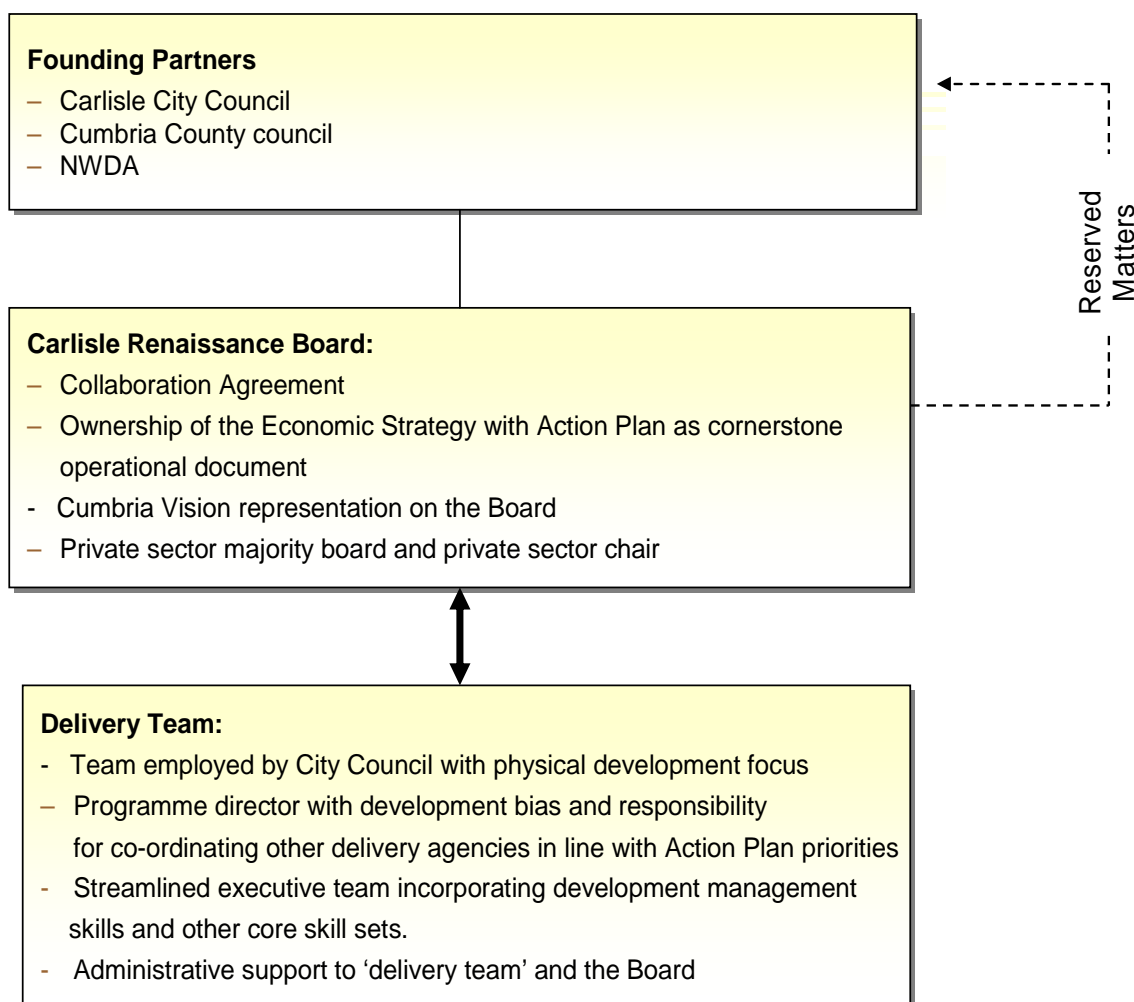 Founding Partners
– Carlisle City Council
– Cumbria County council
– NWDA
Reserved
Matters
Carlisle Renaissance Board:
– Collaboration Agreement
– Ownership of the Economic Strategy with Action Plan as cornerstone
operational document
- Cumbria Vision representation on the Board
– Private sector majority board and private sector chair
Delivery Team:
- Team employed by City Council with physical development focus
– Programme director with development bias and responsibility
for co-ordinating other delivery agencies in line with Action Plan priorities
- Streamlined executive team incorporating development management
skills and other core skill sets.
- Administrative support to ‘delivery team’ and the Board